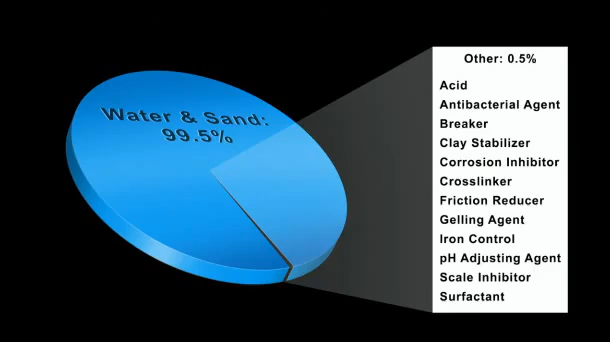 Water & Sand:
99.5%
Other: 0.5%
Acid
Antibacterial Agent
Breaker
Clay Stabilizer
Corrosion Inhibitor
Crosslinker
Friction Reducer
Gelling Agent
Iron Control
pH Adjusting Agent
Scale Inhibitor
Surfactant